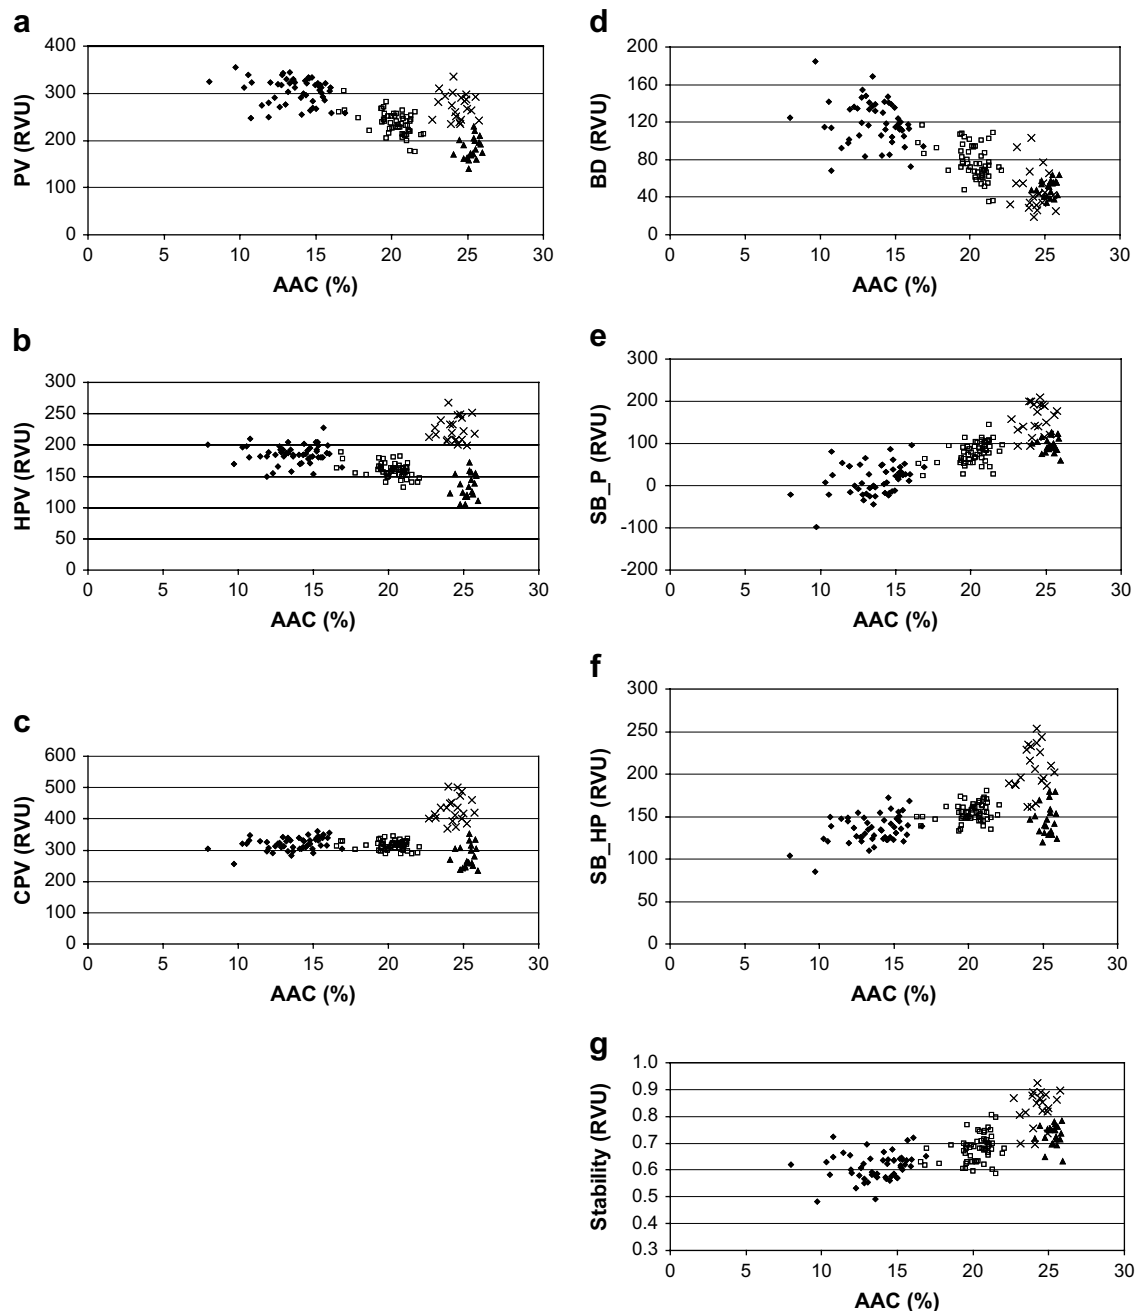 a
400
300
200
100
0
PV (RVU)
0 5 10 15 20 25 30
AAC (%)
b
300
250
200
150
100
50
0
HPV (RVU)
0 5 10 15 20 25 30
AAC (%)
c
600
500
400
300
200
100
0
CPV (RVU)
0 5 10 15 20 25 30
AAC (%)
d
200
160
120
80
40
0
BD (RVU)
0 5 10 15 20 25 30
AAC (%)
e
300
200
100
0
-100
-200
SB_P (RVU)
0 5 10 15 20 25 30
AAC (%)
f
300
250
200
150
100
50
0
SB_HP (RVU)
0 5 10 15 20 25 30
AAC (%)
g
1.0
0.9
0.8
0.7
0.6
0.5
0.4
0.3
Stability (RVU)
0 5 10 15 20 25 30
AAC (%)